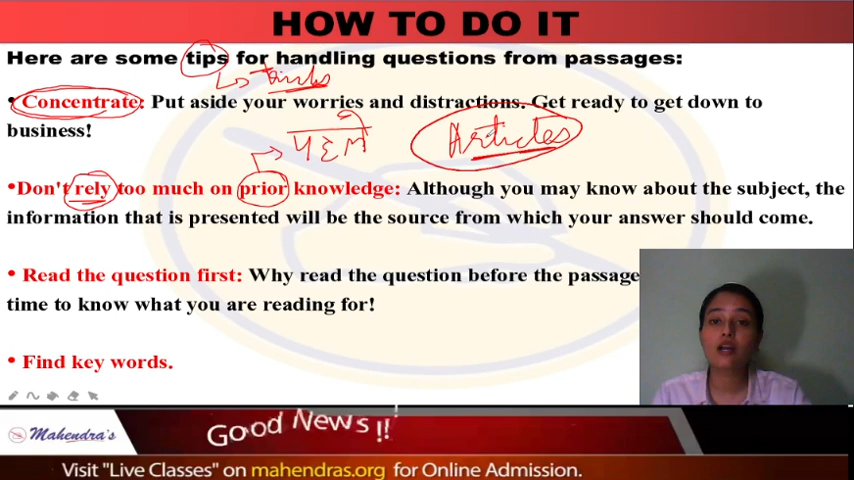 HOW TO DO IT
Here are some tips for handling questions from passages:
Tricks
• Concentrate: Put aside your worries and distractions. Get ready to get down to
business!
पहले
Articles
•Don't rely too much on prior knowledge: Although you may know about the subject, the
information that is presented will be the source from which your answer should come.
• Read the question first: Why read the question before the passage
time to know what you are reading for!
• Find key words.
Good News !!
Mahendra's
Visit "Live Classes" on mahendras.org for Online Admission.